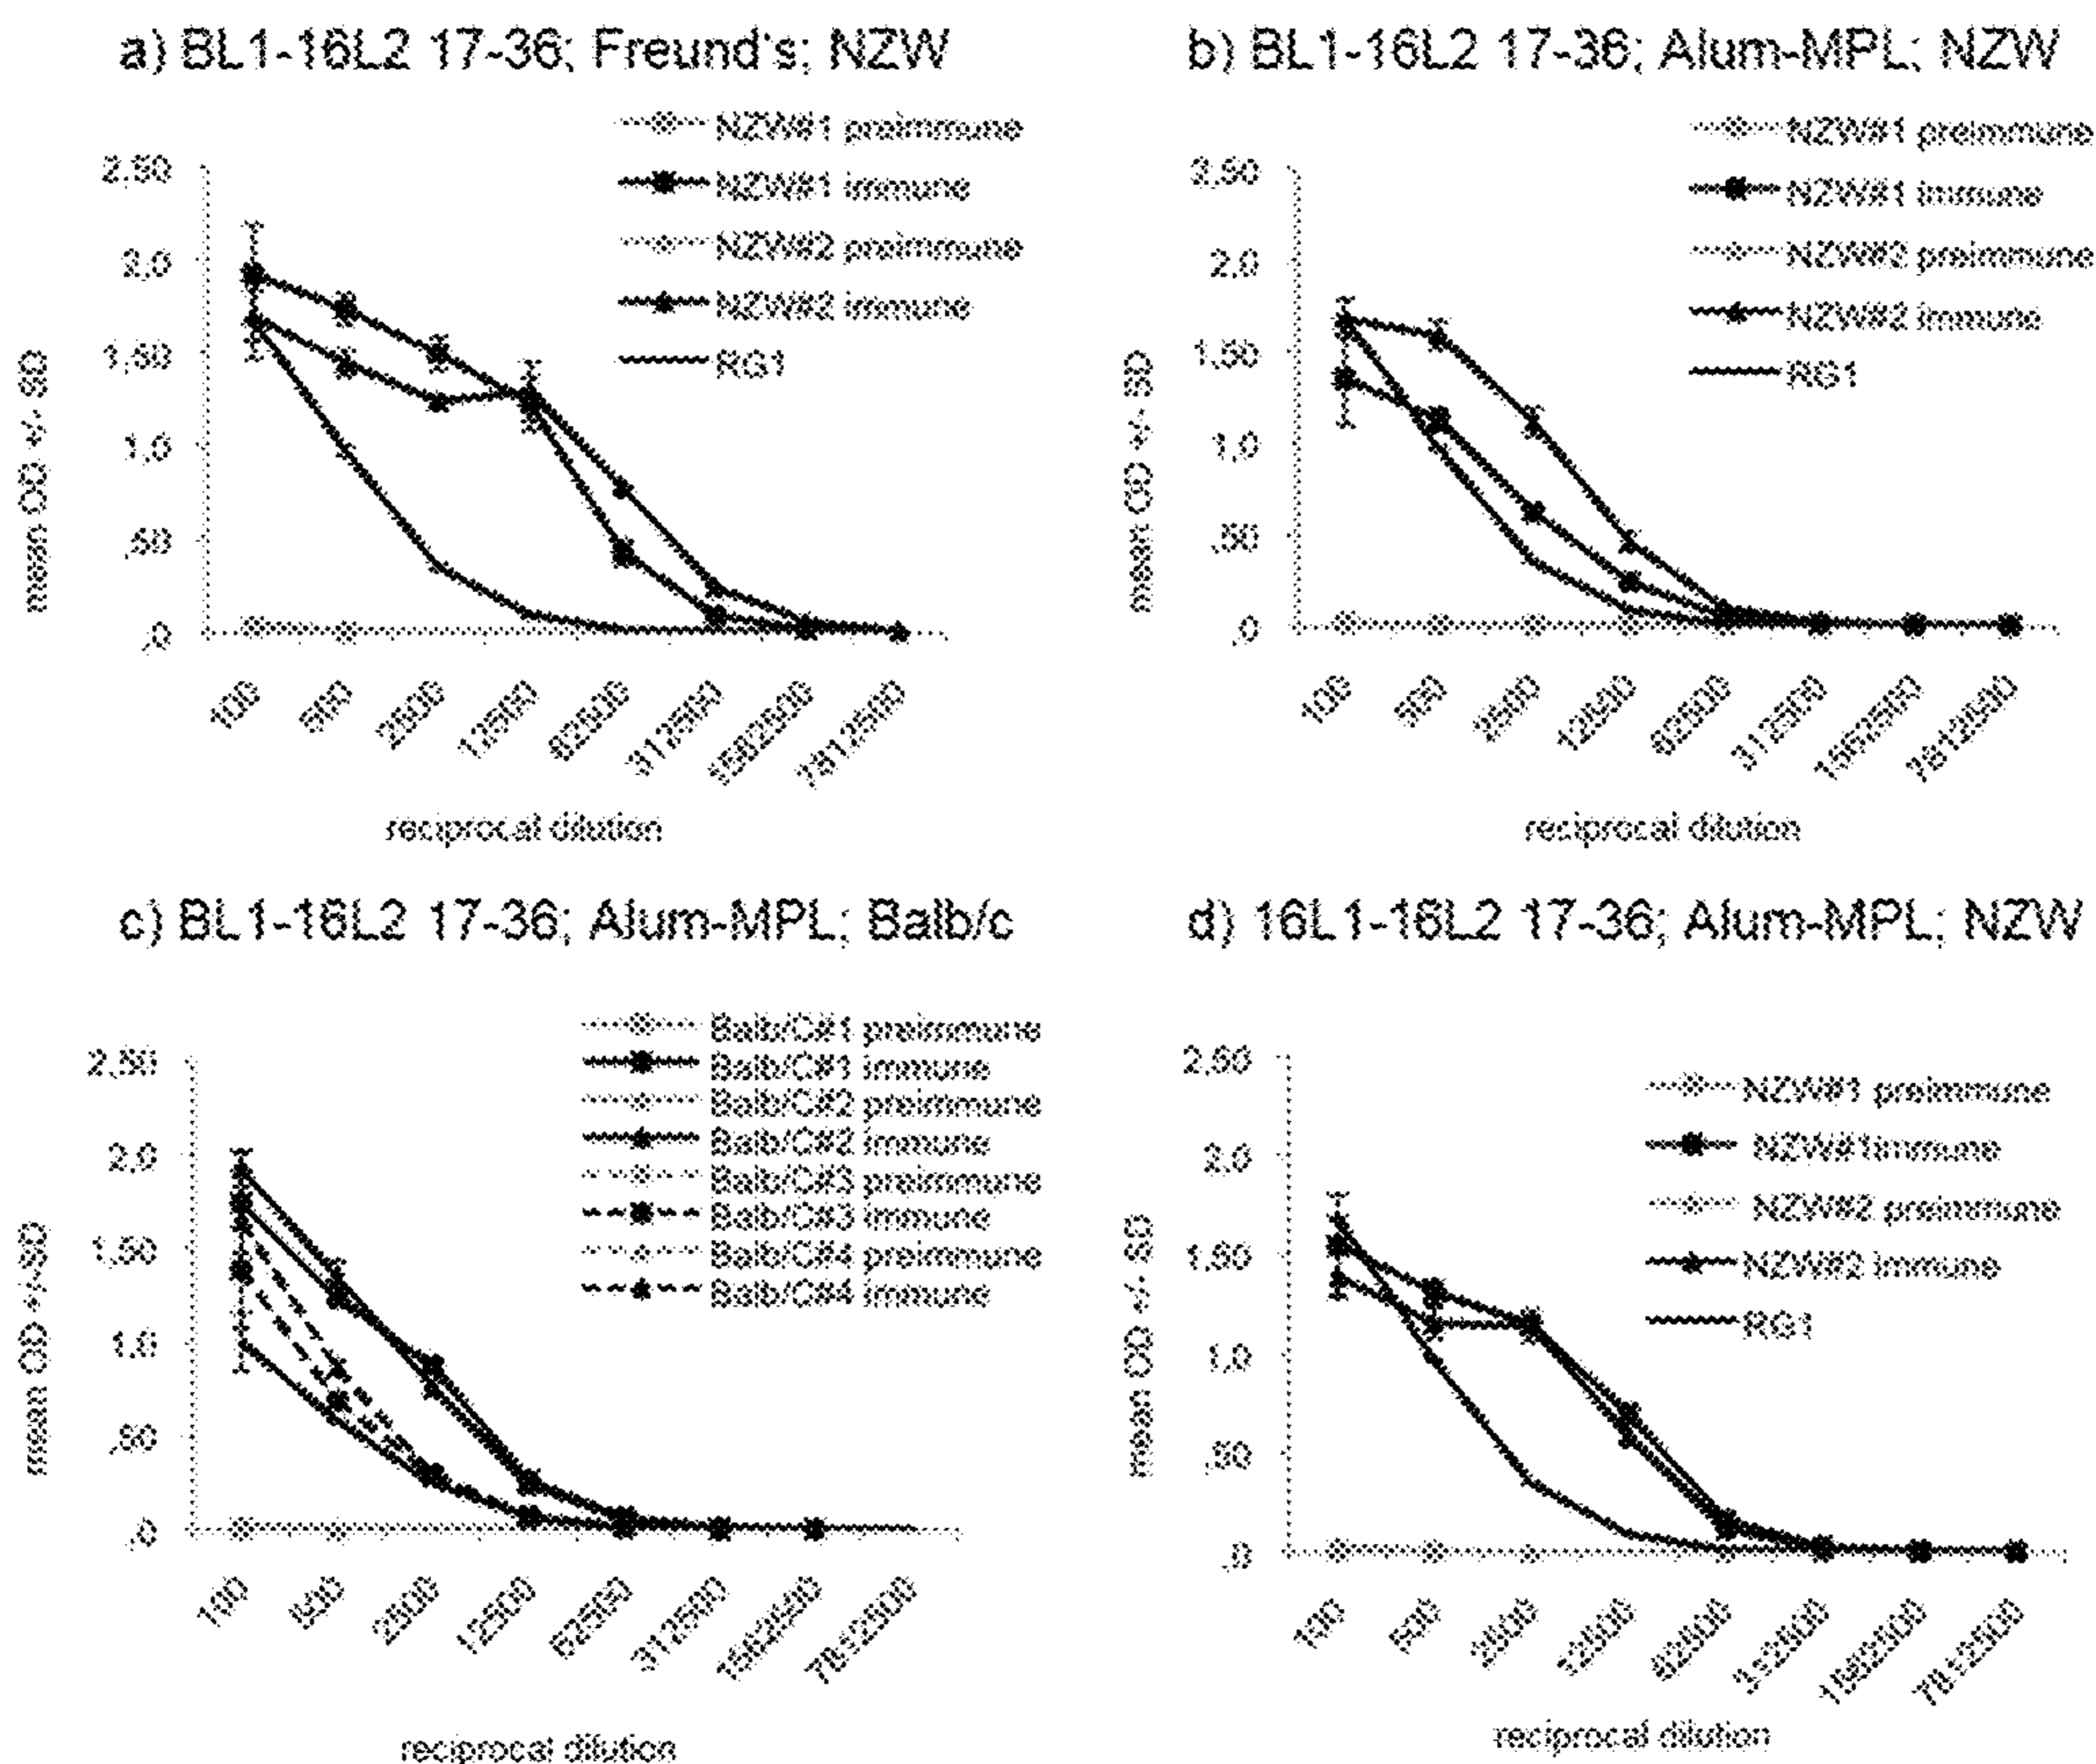 a) BL1-16L2 17-36; Freund's; NZW
NZW#1 preimmune
NZW#1 immune
NZW#2 preimmune
NZW#2 immune
RG1
2,50
2,0
1,50
1,0
,50
,0
mean OD +/- SD
100
500
2500
12500
62500
312500
1562500
7812500
reciprocal dilution
b) BL1-16L2 17-36; Alum-MPL; NZW
NZW#1 preimmune
NZW#1 immune
NZW#2 preimmune
NZW#2 immune
RG1
2,50
2,0
1,50
1,0
,50
,0
mean OD +/- SD
100
500
2500
12500
62500
312500
1562500
7812500
reciprocal dilution
c) BL1-16L2 17-36; Alum-MPL; Balb/c
Balb/C#1 preimmune
Balb/C#1 immune
Balb/C#2 preimmune
Balb/C#2 immune
Balb/C#3 preimmune
Balb/C#3 immune
Balb/C#4 preimmune
Balb/C#4 immune
2,50
2,0
1,50
1,0
,50
,0
mean OD +/-SD
100
500
2500
12500
62500
312500
1562500
7812500
reciprocal dilution
d) 16L1-16L2 17-36; Alum-MPL; NZW
NZW#1 preimmune
NZW#1immune
NZW#2 preimmune
NZW#2 immune
RG1
2,50
2,0
1,50
1,0
,50
,0
mean OD +/- SD
100
500
2500
12500
62500
312500
1562500
7812500
reciprocal dilution